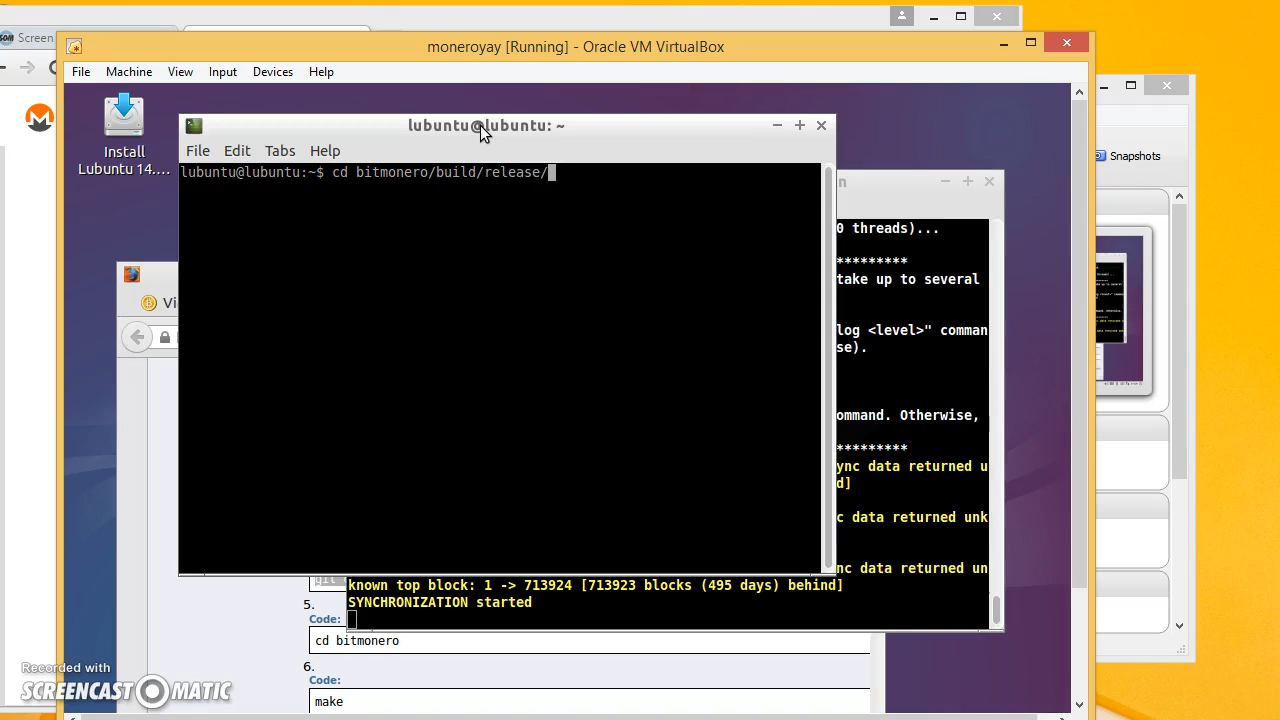 Screen
moneroyay [Running] - Oracle VM VirtualBox
File Machine View Input Devices Help
Install
Lubuntu 14....
lubuntu@lubuntu: ~
File Edit Tabs Help
lubuntu@lubuntu:~$ cd bitmonero/build/release/
Snapshots
0 threads)...
*********
take up to several
log <level>" comman
se).
ommand. Otherwise,
*********
ync data returned u
d]
c data returned unk
nc data returned un
known top block: 1 -> 713924 [713923 blocks (495 days) behind]
SYNCHRONIZATION started
5.
Code:
cd bitmonero
6.
Code:
make
Recorded with
SCREENCAST O MATIC